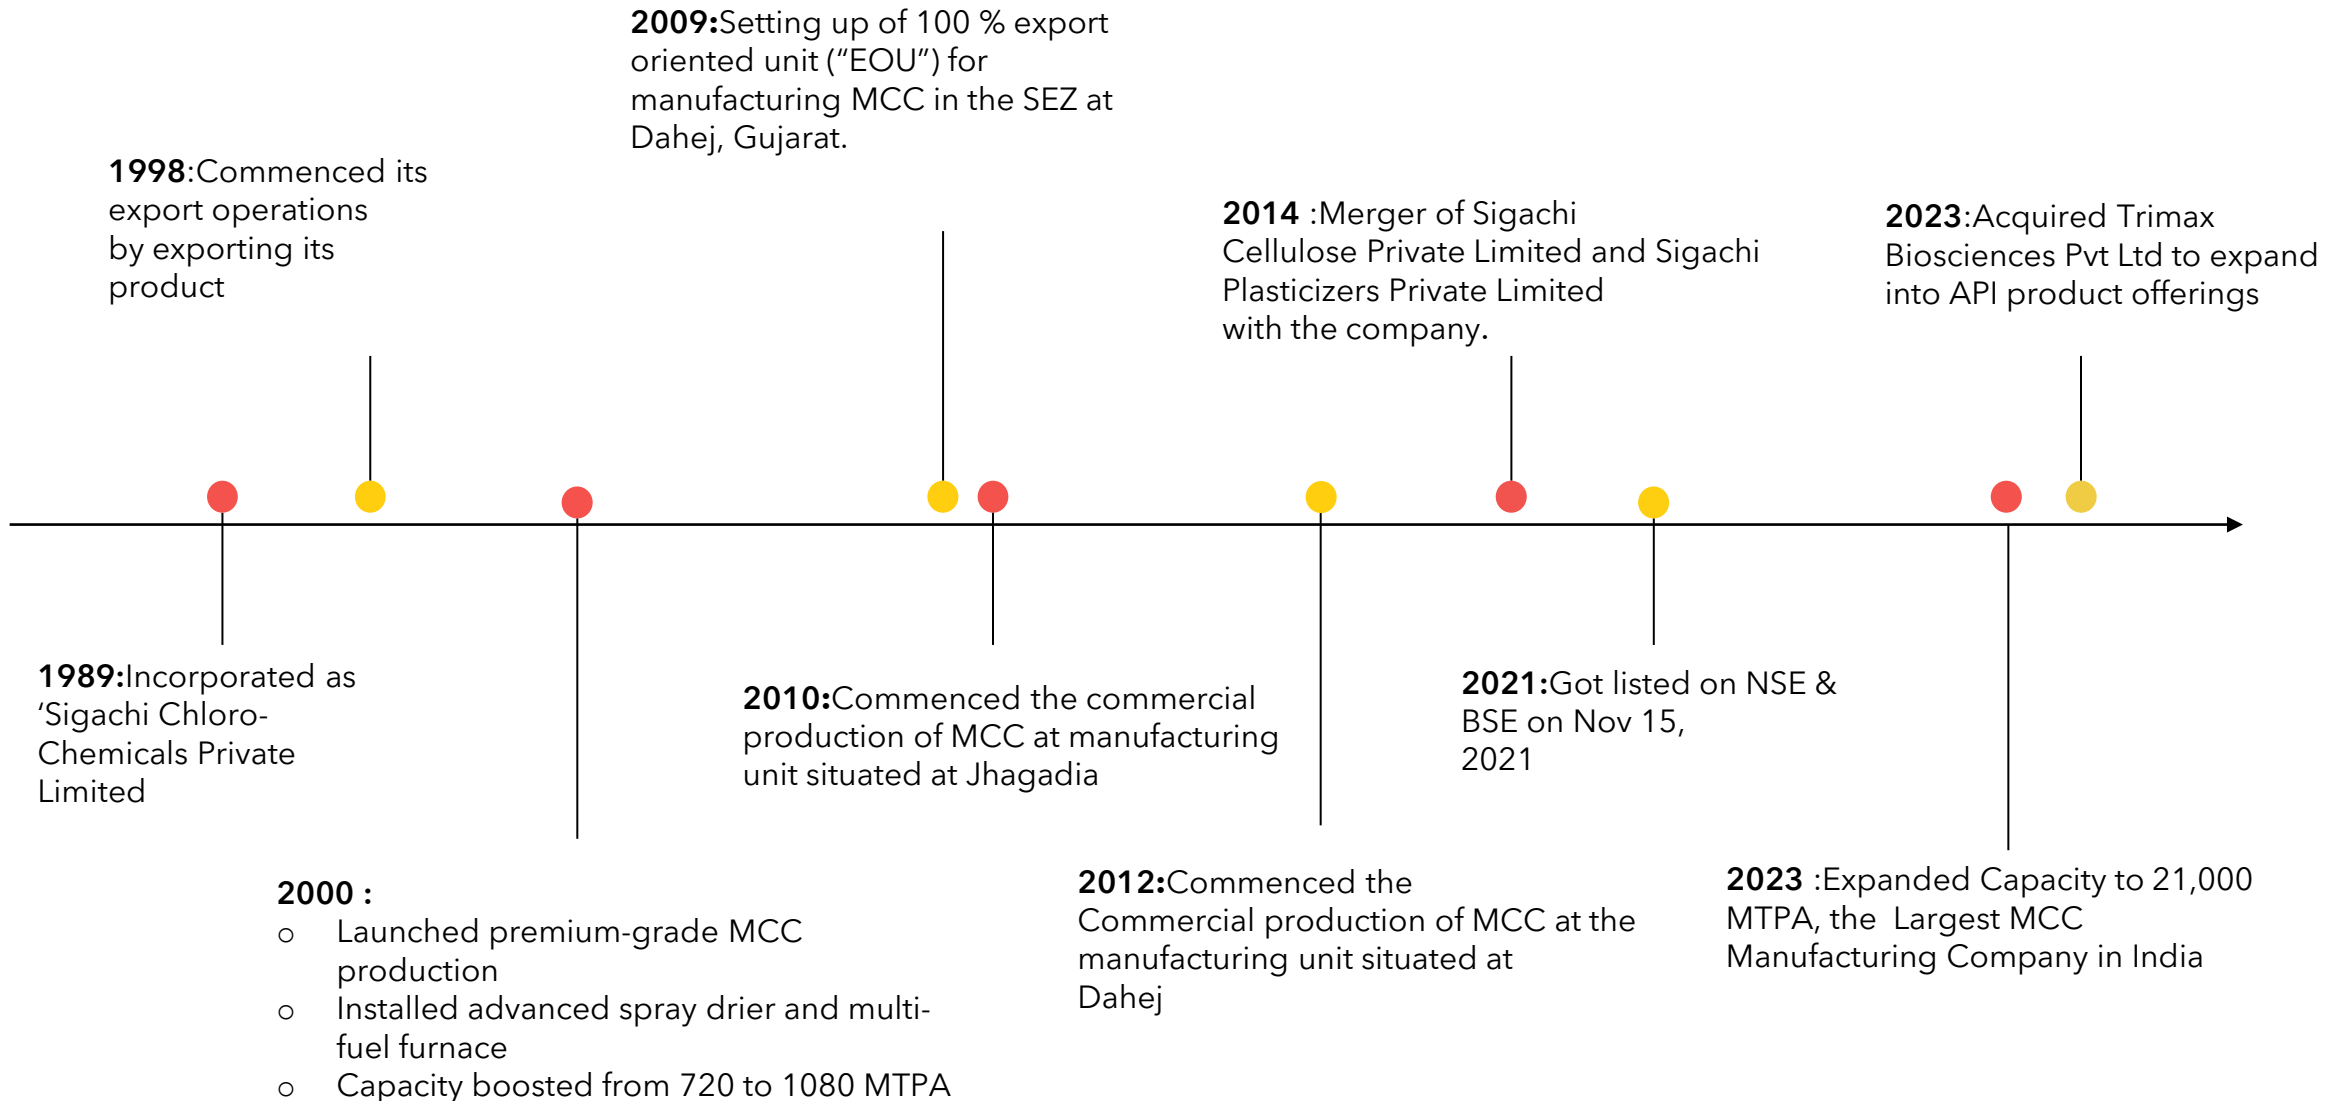 2009:Setting up of 100 % export
oriented unit (“EOU”) for
manufacturing MCC in the SEZ at
Dahej, Gujarat.
1998:Commenced its
export operations
by exporting its
product
2014 :Merger of Sigachi
Cellulose Private Limited and Sigachi
Plasticizers Private Limited
with the company.
2023:Acquired Trimax
Biosciences Pvt Ltd to expand
into API product offerings
1989:Incorporated as
‘Sigachi Chloro-
Chemicals Private
Limited
2010:Commenced the commercial
production of MCC at manufacturing
unit situated at Jhagadia
2021:Got listed on NSE &
BSE on Nov 15,
2021
2000 :
o Launched premium-grade MCC
production
o Installed advanced spray drier and multi-
fuel furnace
o Capacity boosted from 720 to 1080 MTPA
2012:Commenced the
Commercial production of MCC at the
manufacturing unit situated at
Dahej
2023 :Expanded Capacity to 21,000
MTPA, the Largest MCC
Manufacturing Company in India